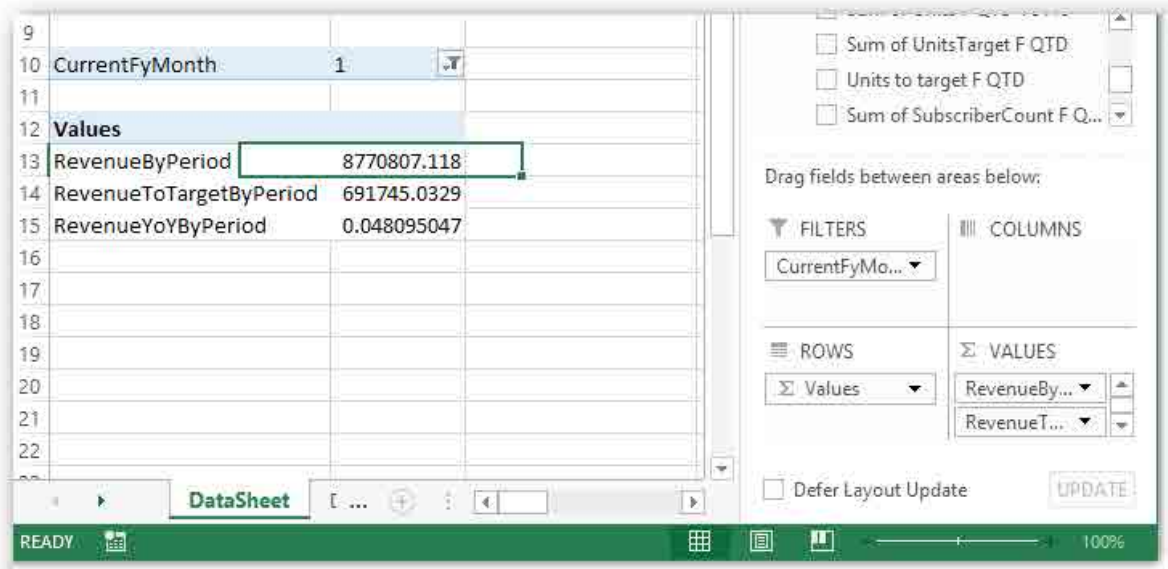 9
10 CurrentFyMonth 1
11
12 Values
13 RevenueByPeriod 8770807.118
14 RevenueToTargetByPeriod 691745.0329
15 RevenueYoYByPeriod 0.048095047
16
17
18
19
20
21
22
DataSheet
...
READY
Sum of UnitsTarget F QTD
Units to target F QTD
Sum of SubscriberCount F Q...
Drag fields between areas below:
FILTERS
CurrentFyMo...
COLUMNS
ROWS
Σ Values
Σ VALUES
RevenueBy...
RevenueT...
Defer Layout Update
UPDATE
100%